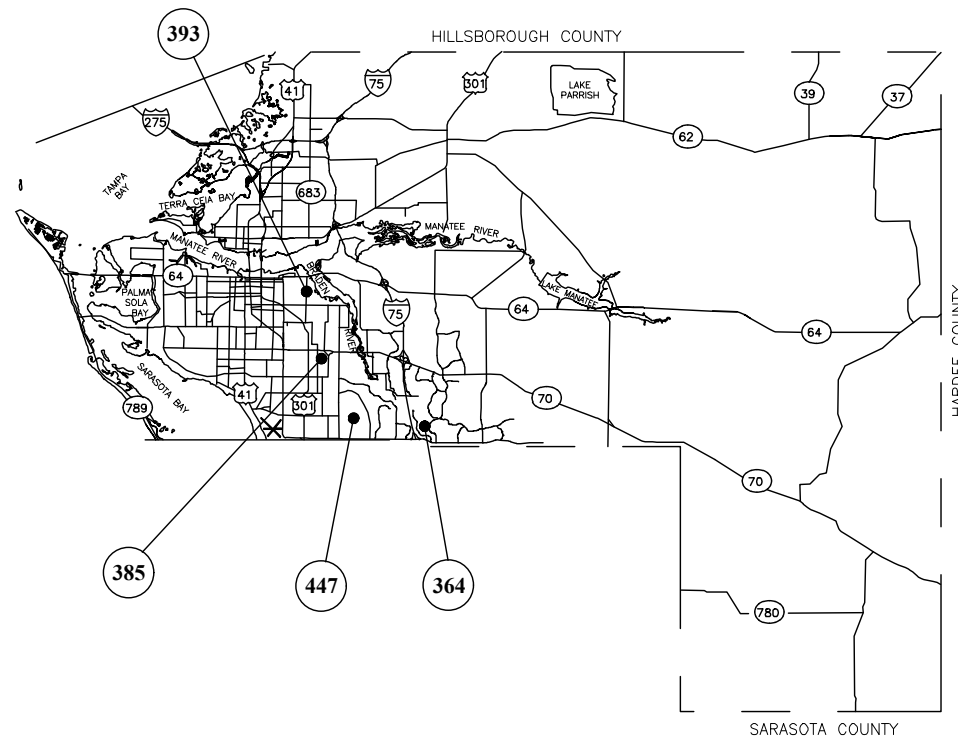 393
HILLSBOROUGH COUNTY
75
301
41
LAKE
PARRISH
39
37
275
62
TAMPA
BAY
683
TERRA CEIA BAY
MANATEE RIVER
MANATEE RIVER
64
BRADEN
RIVER
PALMA
SOLA
BAY
75
LAKE MANATEE
64
64
HARDEE COUNTY
SARASOTA BAY
41
301
789
70
70
385
447
364
780
SARASOTA COUNTY